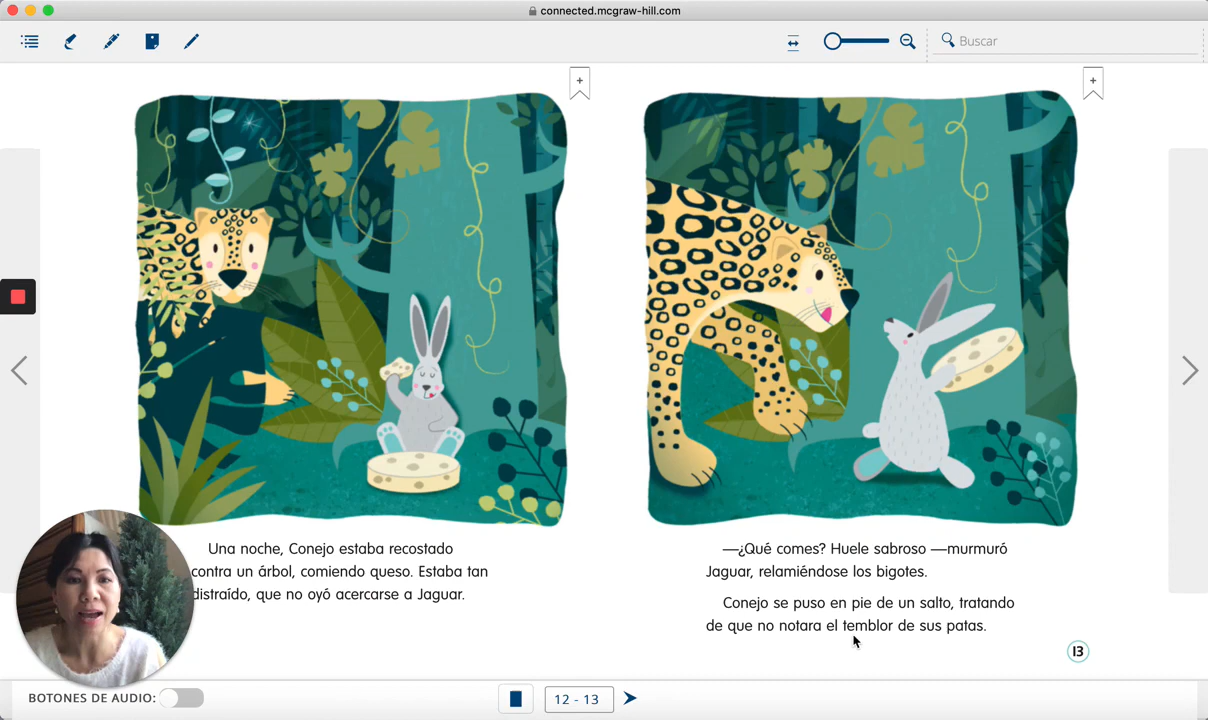 connected.mcgraw-hill.com
Buscar
+
+
Una noche, Conejo estaba recostado
contra un árbol, comiendo queso. Estaba tan
distraído, que no oyó acercarse a Jaguar.
—¿Qué comes? Huele sabroso —murmuró
Jaguar, relamiéndose los bigotes.
Conejo se puso en pie de un salto, tratando
de que no notara el temblor de sus patas.
13
BOTONES DE AUDIO:
12 - 13